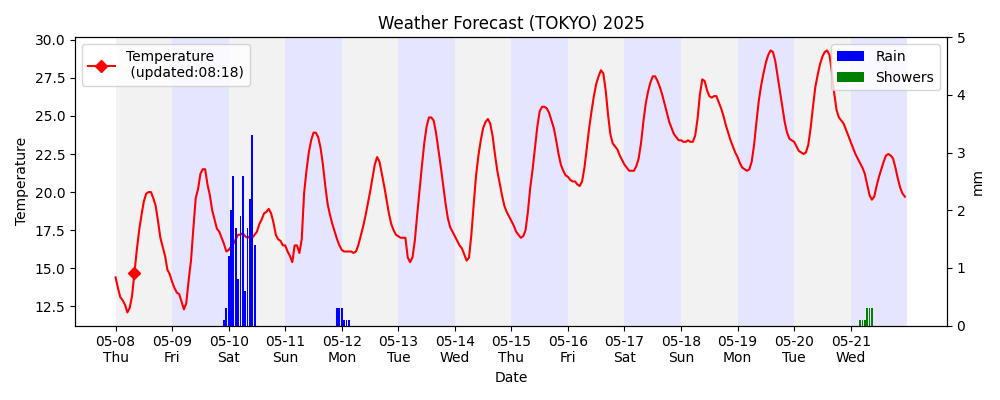 Weather Forecast (TOKYO) 2025
Temperature
(updated:08:18)
Rain
Showers
30.0
27.5
25.0
22.5
20.0
17.5
15.0
12.5
Temperature
5
4
3
2
1
0
mm
05-08 05-09 05-10 05-11 05-12 05-13 05-14 05-15 05-16 05-17 05-18 05-19 05-20 05-21
Thu Fri Sat Sun Mon Tue Wed Thu Fri Sat Sun Mon Tue Wed
Date